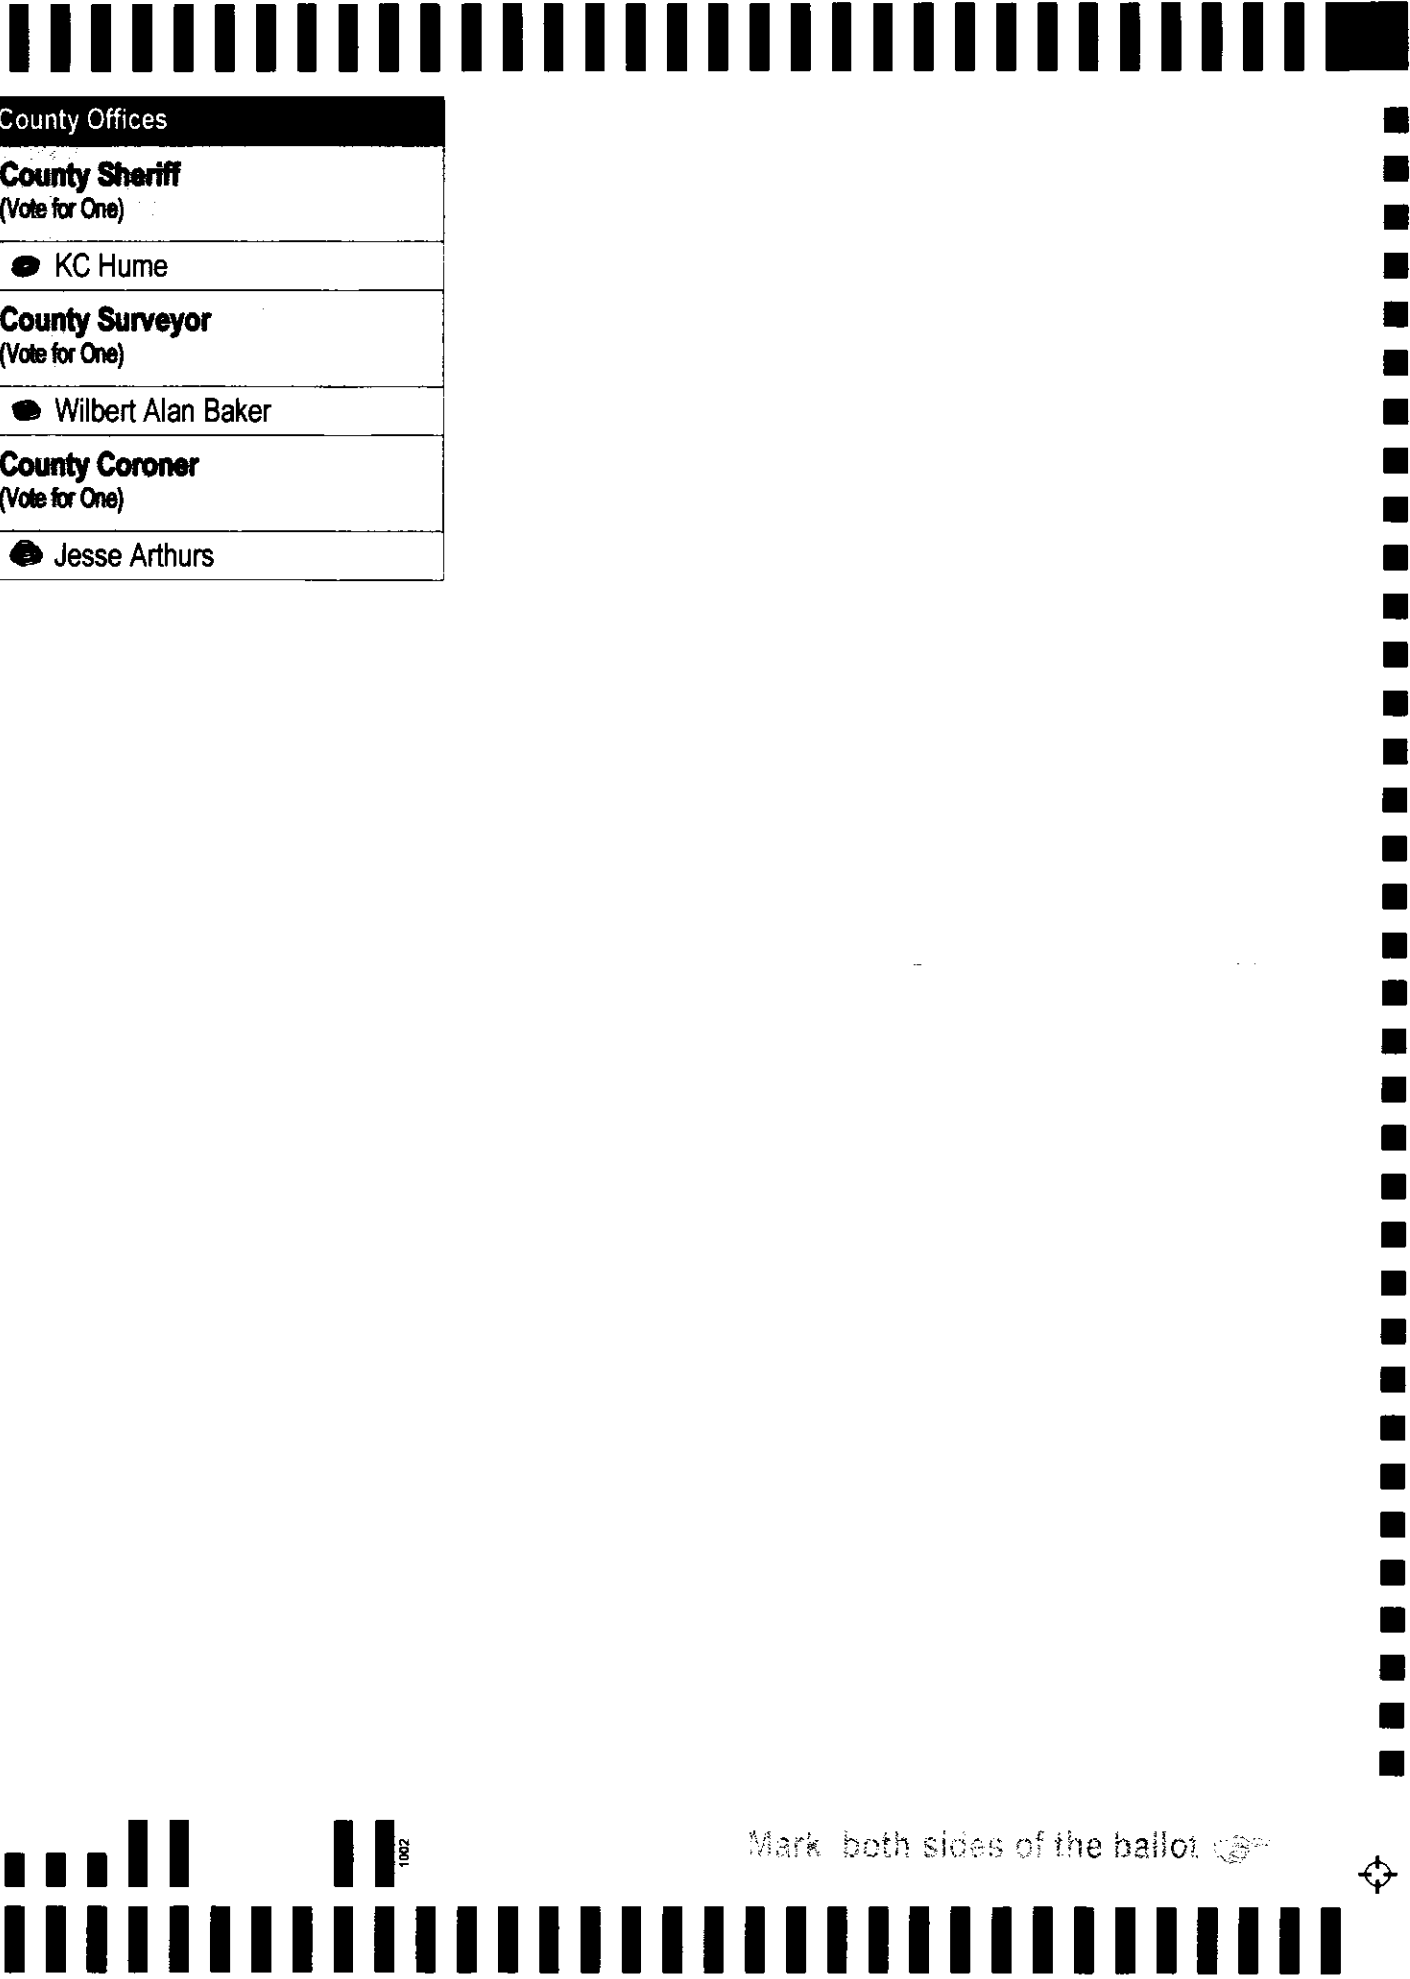 County Offices
County Sheriff
(Vote for One)
KC Hume
County Surveyor
(Vote for One)
Wilbert Alan Baker
County Coroner
(Vote for One)
Jesse Arthurs
1002
Mark both sides of the ballot